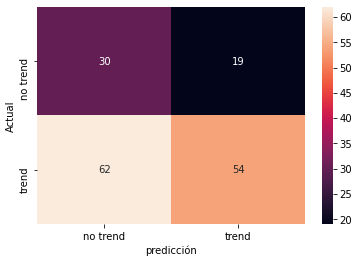 Actual
no trend
trend
30
19
62
54
no trend
trend
predicción
60
55
50
45
40
35
30
25
20